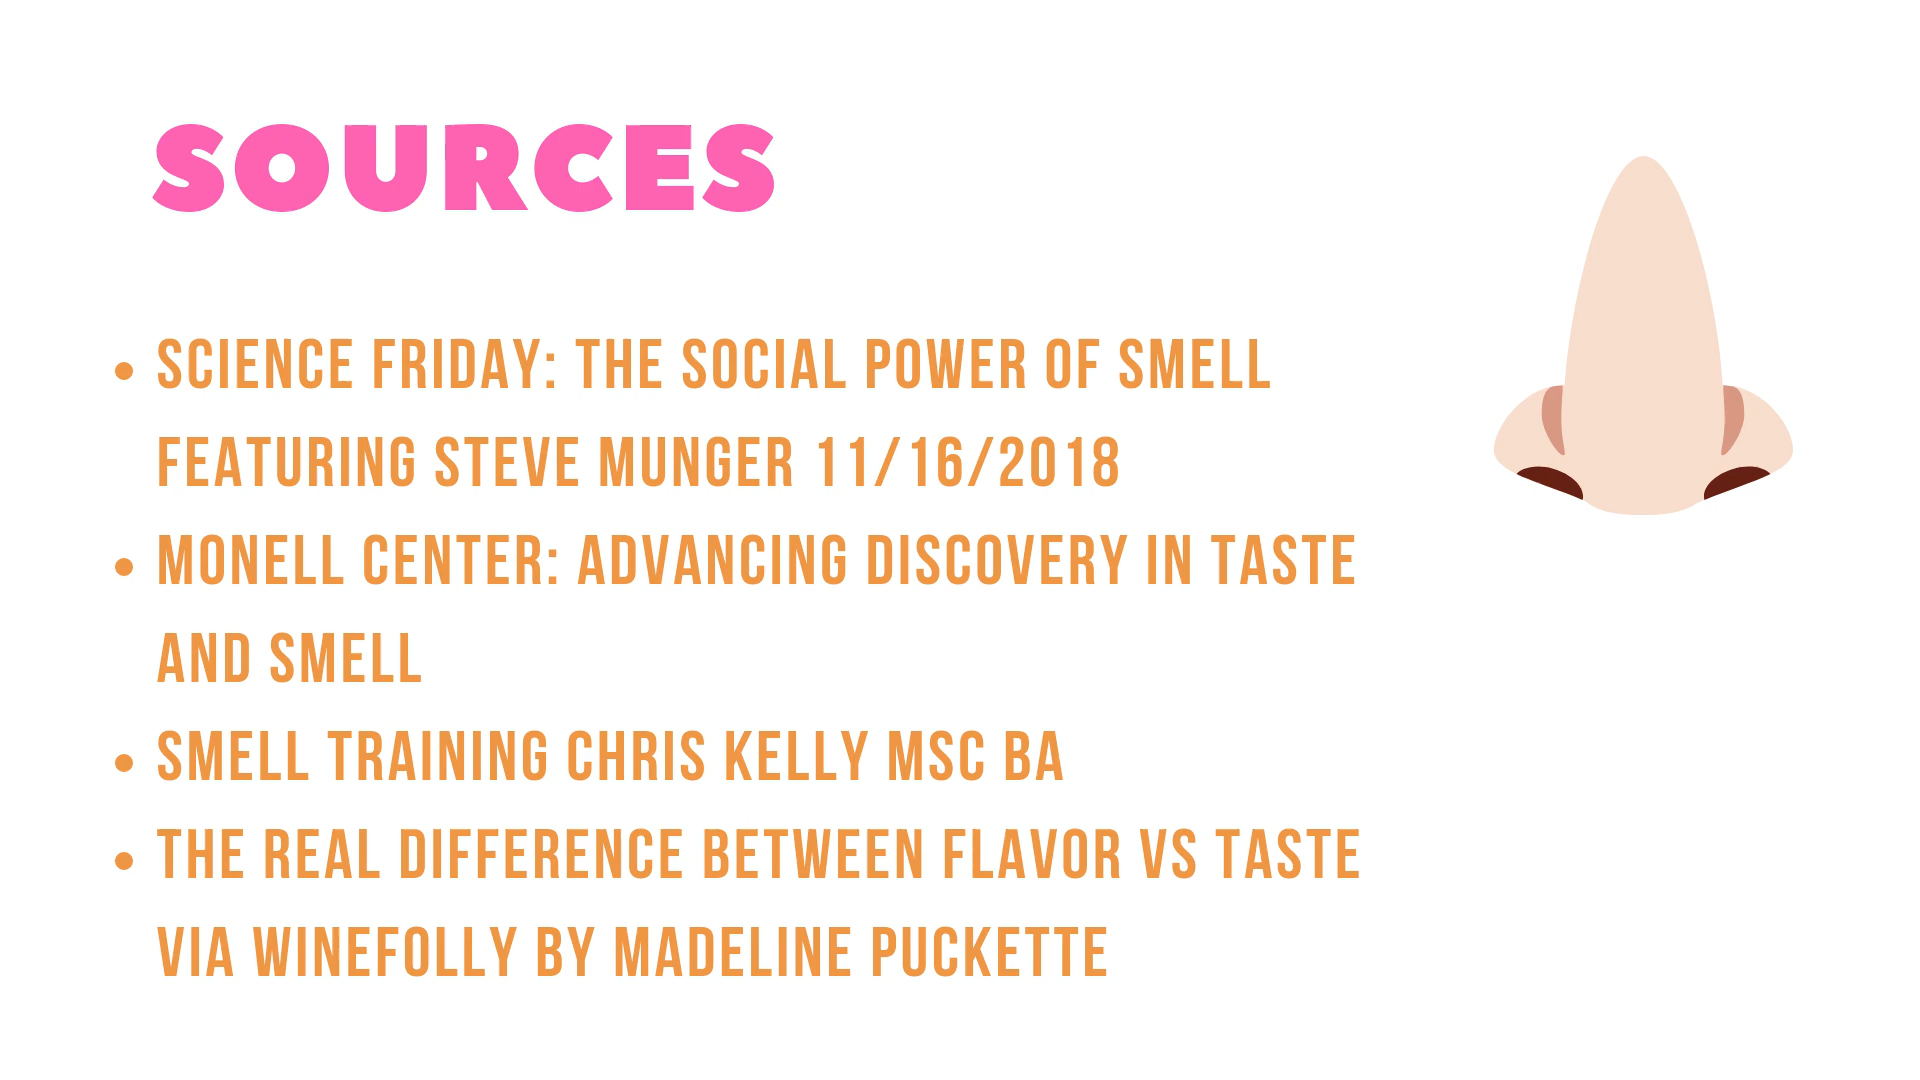 SOURCES
• SCIENCE FRIDAY: THE SOCIAL POWER OF SMELL
FEATURING STEVE MUNGER 11/16/2018
• MONELL CENTER: ADVANCING DISCOVERY IN TASTE
AND SMELL
• SMELL TRAINING CHRIS KELLY MSC BA
• THE REAL DIFFERENCE BETWEEN FLAVOR VS TASTE
VIA WINEFOLLY BY MADELINE PUCKETTE